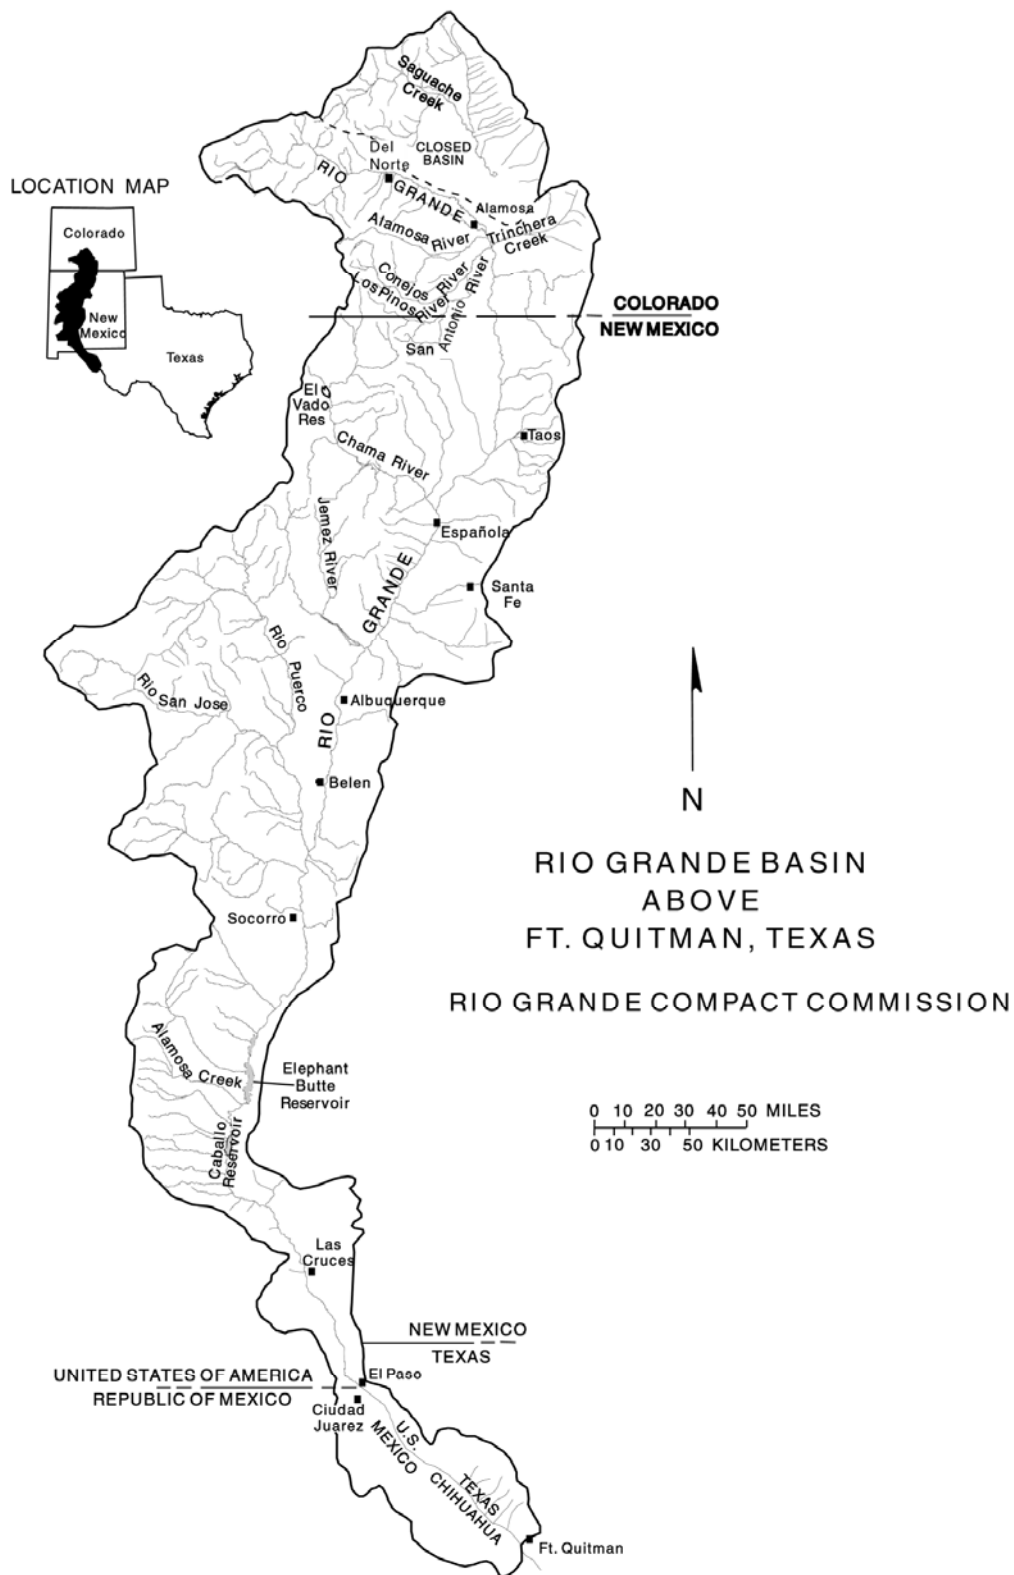 Saguache
Creek
CLOSED
BASIN
Del
Norte
RIO
GRANDE
LOCATION MAP
Colorado
New
Mexico
Texas
Alamosa
Alamosa
River
Trinchera
Creek
Conejos
River
Los Pinos
River
San
Antonio
River
COLORADO
NEW MEXICO
El
Vado
Res
Taos
Chama River
Jemez River
Española
GRANDE
Santa
Fe
Rio
Puerco
Rio
San Jose
Albuquerque
RIO
Belen
N
RIO GRANDE BASIN
ABOVE
FT. QUITMAN, TEXAS
RIO GRANDE COMPACT COMMISSION
Socorro
Alamosa
Creek
Elephant
Butte
Reservoir
0 10 20 30 40 50 MILES
0 10 30 50 KILOMETERS
Caballo
Reservoir
Las
Cruces
NEW MEXICO
TEXAS
UNITED STATES OF AMERICA
REPUBLIC OF MEXICO
El Paso
Ciudad
Juarez
U.S.
MEXICO
TEXAS
CHIHUAHUA
Ft. Quitman